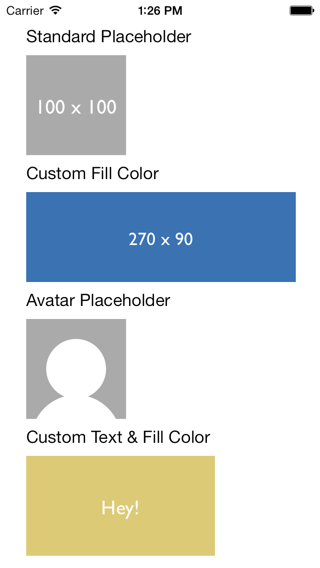 Carrier 1:26 PM
Standard Placeholder
100 x 100
Custom Fill Color
270 x 90
Avatar Placeholder
Custom Text & Fill Color
Hey!